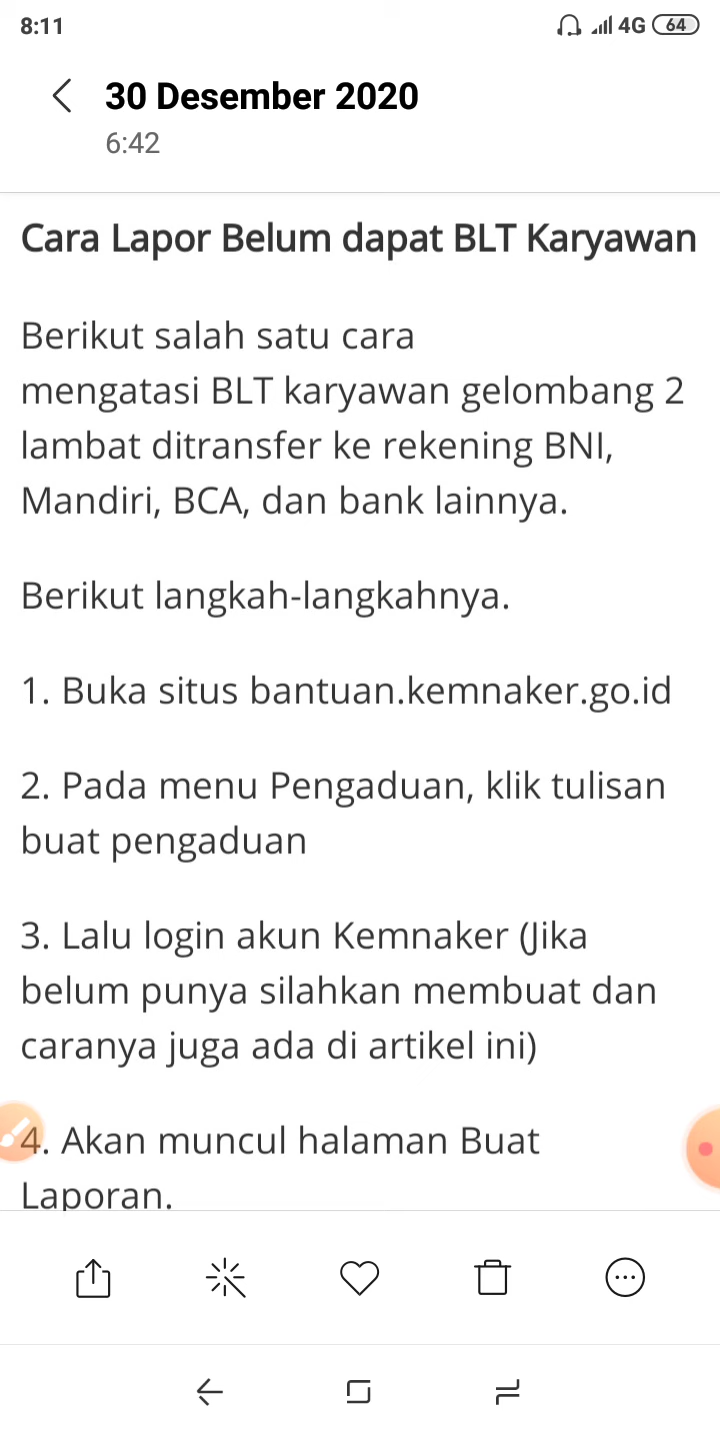 8:11
4G 64
30 Desember 2020
6:42
Cara Lapor Belum dapat BLT Karyawan
Berikut salah satu cara
mengatasi BLT karyawan gelombang 2
lambat ditransfer ke rekening BNI,
Mandiri, BCA, dan bank lainnya.
Berikut langkah-langkahnya.
1. Buka situs bantuan.kemnaker.go.id
2. Pada menu Pengaduan, klik tulisan
buat pengaduan
3. Lalu login akun Kemnaker (Jika
belum punya silahkan membuat dan
caranya juga ada di artikel ini)
4. Akan muncul halaman Buat
Laporan.